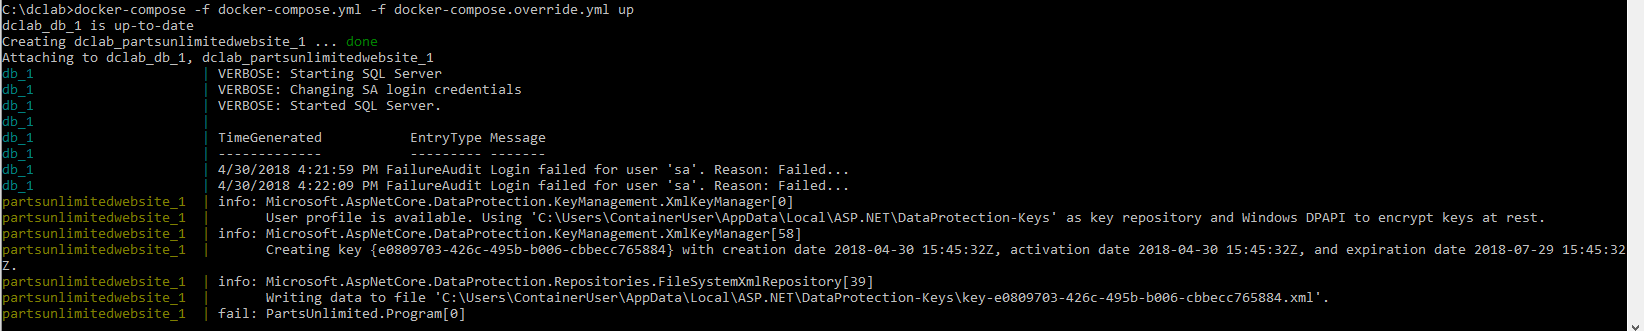 C:\dclab>docker-compose -f docker-compose.yml -f docker-compose.override.yml up
dclab_db_1 is up-to-date
Creating dclab_partsunlimitedwebsite_1 ... done
Attaching to dclab_db_1, dclab_partsunlimitedwebsite_1
db_1                     | VERBOSE: Starting SQL Server
db_1                     | VERBOSE: Changing SA login credentials
db_1                     | VERBOSE: Started SQL Server.
db_1                     |
db_1                     | TimeGenerated           EntryType Message
db_1                     | -------------           --------- -------
db_1                     | 4/30/2018 4:21:59 PM FailureAudit Login failed for user 'sa'. Reason: Failed...
db_1                     | 4/30/2018 4:22:09 PM FailureAudit Login failed for user 'sa'. Reason: Failed...
partsunlimitedwebsite_1  | info: Microsoft.AspNetCore.DataProtection.KeyManagement.XmlKeyManager[0]
partsunlimitedwebsite_1  |       User profile is available. Using 'C:\Users\ContainerUser\AppData\Local\ASP.NET\DataProtection-Keys' as key repository and Windows DPAPI to encrypt keys at rest.
partsunlimitedwebsite_1  | info: Microsoft.AspNetCore.DataProtection.KeyManagement.XmlKeyManager[58]
partsunlimitedwebsite_1  |       Creating key {e0809703-426c-495b-b006-cbbecc765884} with creation date 2018-04-30 15:45:32Z, activation date 2018-04-30 15:45:32Z, and expiration date 2018-07-29 15:45:32
Z.
partsunlimitedwebsite_1  | info: Microsoft.AspNetCore.DataProtection.Repositories.FileSystemXmlRepository[39]
partsunlimitedwebsite_1  |       Writing data to file 'C:\Users\ContainerUser\AppData\Local\ASP.NET\DataProtection-Keys\key-e0809703-426c-495b-b006-cbbecc765884.xml'.
partsunlimitedwebsite_1  | fail: PartsUnlimited.Program[0]